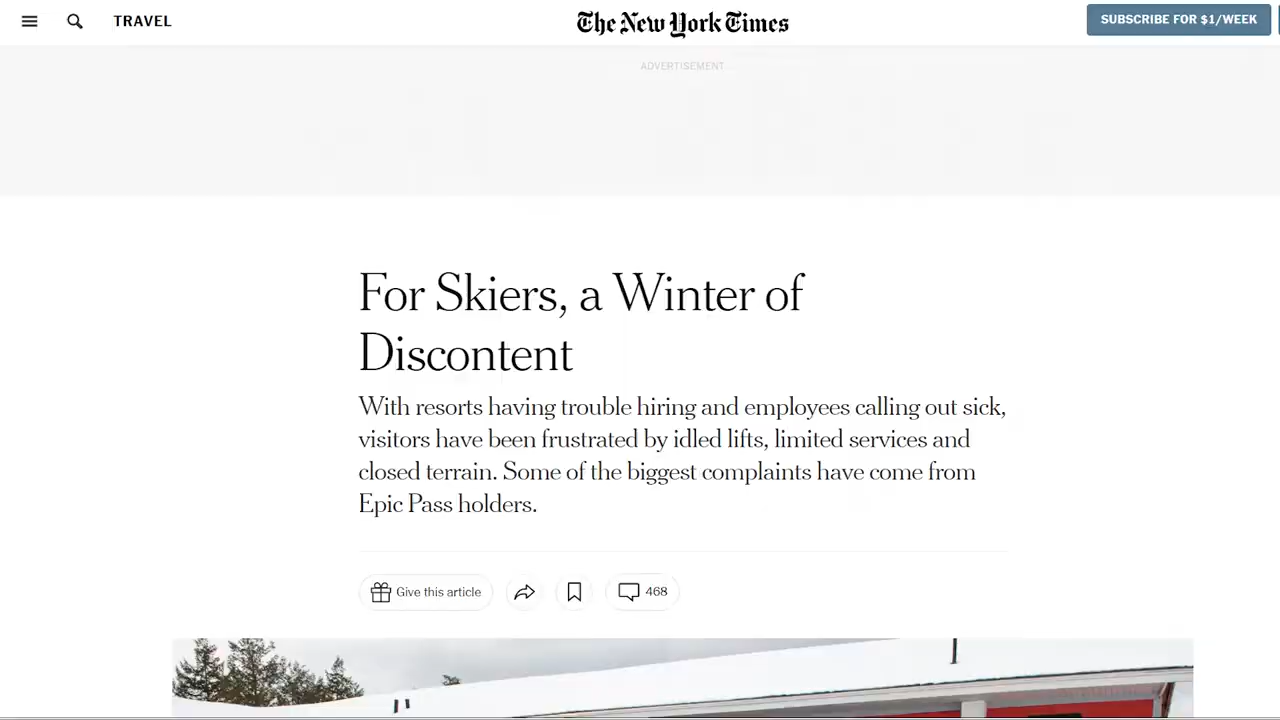 TRAVEL
The New York Times
SUBSCRIBE FOR $1/WEEK
ADVERTISEMENT
For Skiers, a Winter of
Discontent
With resorts having trouble hiring and employees calling out sick,
visitors have been frustrated by idled lifts, limited services and
closed terrain. Some of the biggest complaints have come from
Epic Pass holders.
Give this article
468